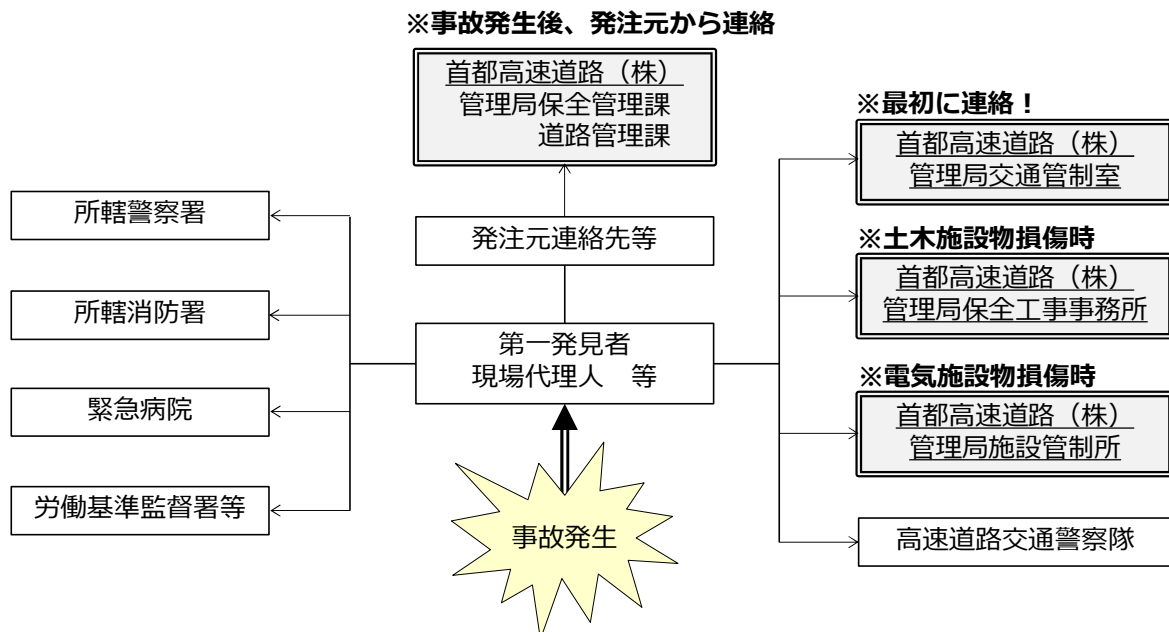 ※事故発生後、発注元から連絡
首都高速道路（株）
管理局保全管理課
道路管理課
※最初に連絡！
首都高速道路（株）
管理局交通管制室
所轄警察署
発注元連絡先等
※土木施設物損傷時
首都高速道路（株）
管理局保全工事事務所
所轄消防署
第一発見者
現場代理人　等
※電気施設物損傷時
首都高速道路（株）
管理局施設管制所
緊急病院
労働基準監督署等
事故発生
高速道路交通警察隊